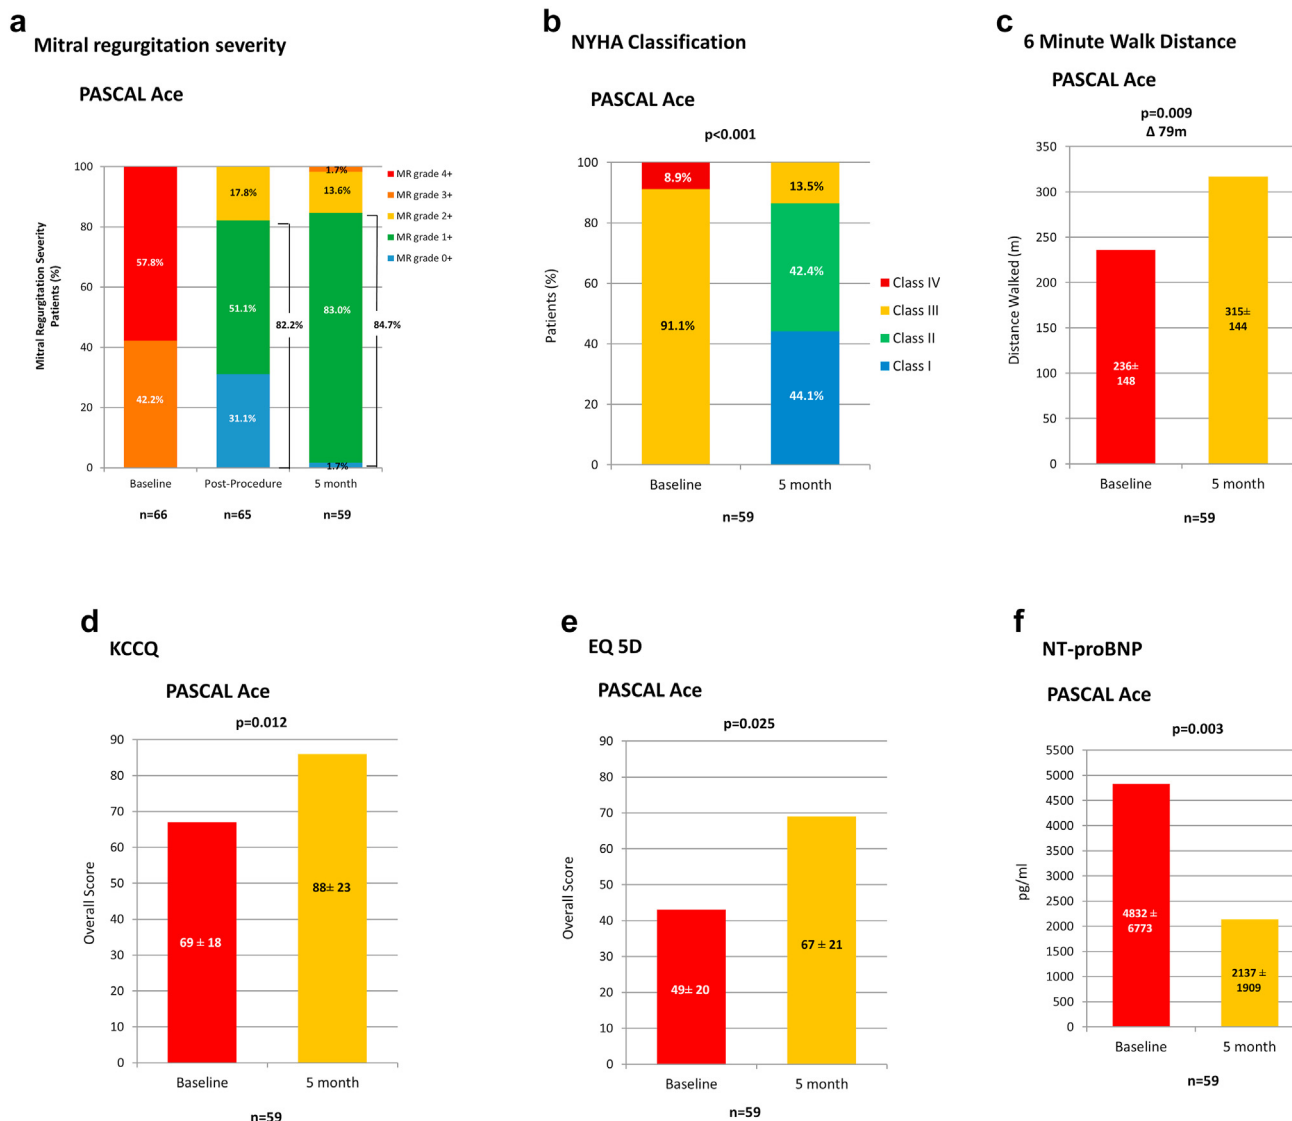 a
Mitral regurgitation severity
PASCAL Ace
100
80
60
40
20
0
Mitral Regurgitation Severity
Patients (%)
57.8%
42.2%
17.8%
51.1%
31.1%
82.2%
1.7%
13.6%
83.0%
1.7%
84.7%
MR grade 4+
MR grade 3+
MR grade 2+
MR grade 1+
MR grade 0+
Baseline
Post-Procedure
5 month
n=66
n=65
n=59
b
NYHA Classification
PASCAL Ace
p<0.001
100
80
60
40
20
0
Patients (%)
8.9%
91.1%
13.5%
42.4%
44.1%
Class IV
Class III
Class II
Class I
Baseline
5 month
n=59
c
6 Minute Walk Distance
PASCAL Ace
p=0.009
Δ 79m
350
300
250
200
150
100
50
0
Distance Walked (m)
236±
148
315±
144
Baseline
5 month
n=59
d
KCCQ
PASCAL Ace
p=0.012
90
80
70
60
50
40
30
20
10
0
Overall Score
69 ± 18
88± 23
Baseline
5 month
n=59
e
EQ 5D
PASCAL Ace
p=0.025
90
80
70
60
50
40
30
20
10
0
Overall Score
49± 20
67 ± 21
Baseline
5 month
n=59
f
NT-proBNP
PASCAL Ace
p=0.003
5500
5000
4500
4000
3500
3000
2500
2000
1500
1000
500
0
pg/ml
4832 ±
6773
2137 ±
1909
Baseline
5 month
n=59